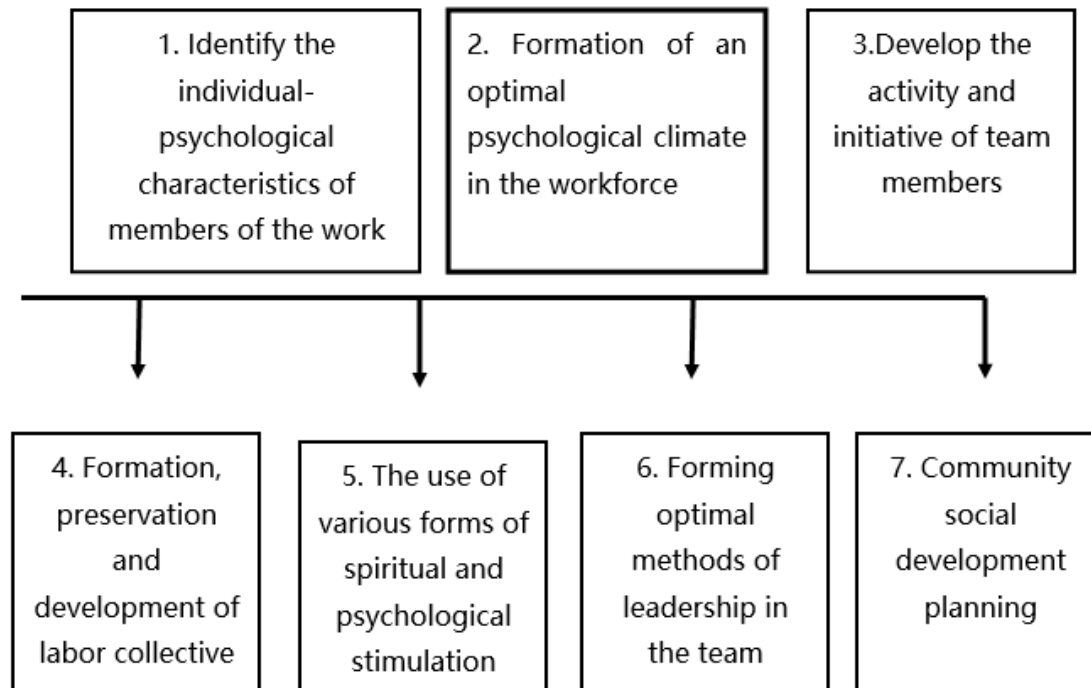 1. Identify the
individual-
psychological
characteristics of
members of the work
2. Formation of an
optimal
psychological climate
in the workforce
3.Develop the
activity and
initiative of team
members
4. Formation,
preservation
and
development of
labor collective
5. The use of
various forms of
spiritual and
psychological
stimulation
6. Forming
optimal
methods of
leadership in
the team
7. Community
social
development
planning